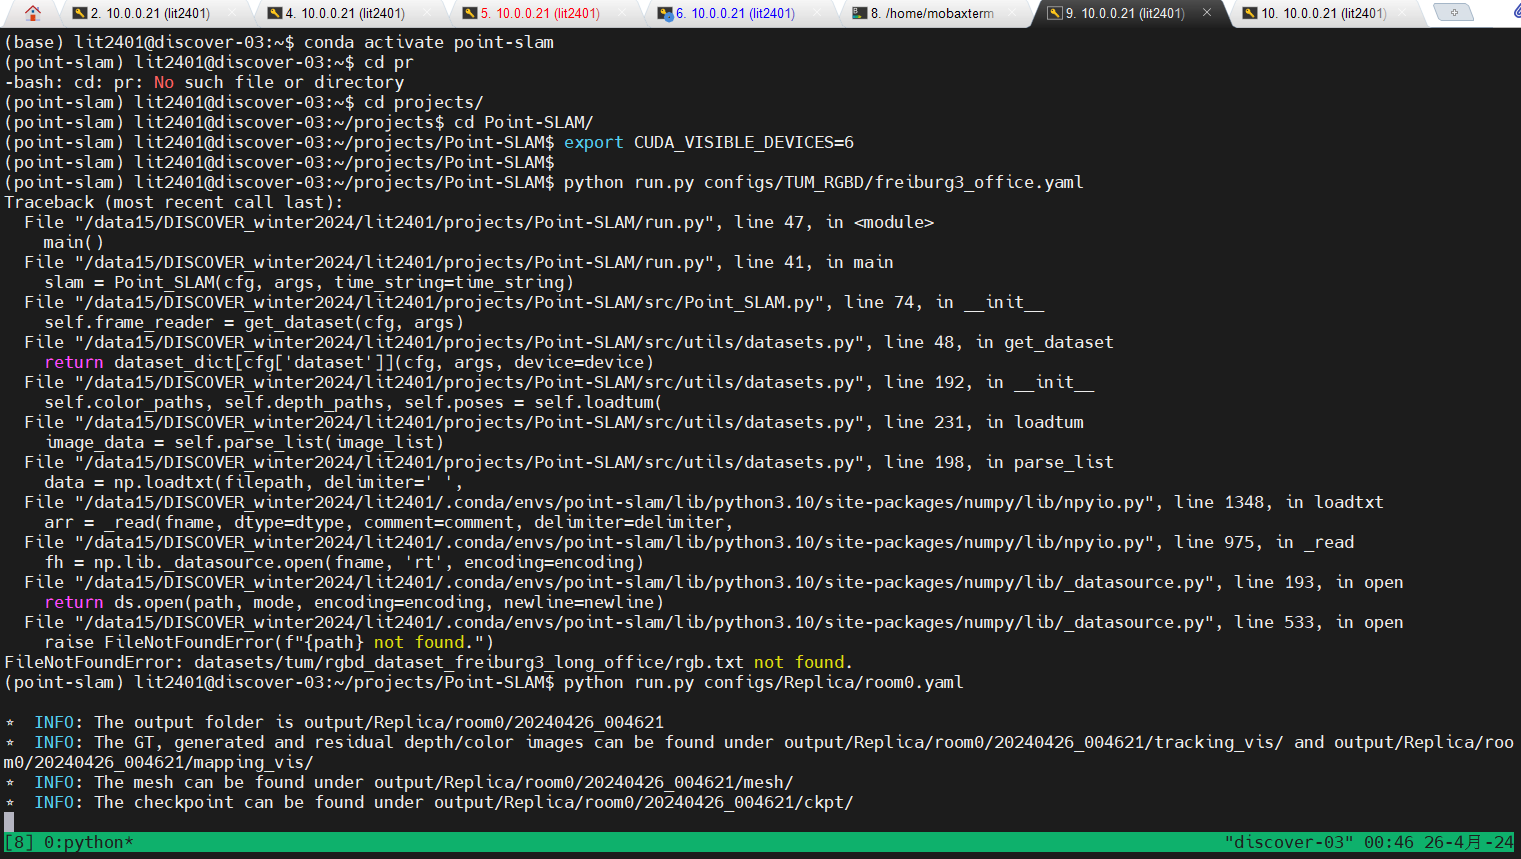 2. 10.0.0.21 (lit2401)
4. 10.0.0.21 (lit2401)
5. 10.0.0.21 (lit2401)
6. 10.0.0.21 (lit2401)
8. /home/mobaxterm
9. 10.0.0.21 (lit2401)
10. 10.0.0.21 (lit2401)
(base) lit2401@discover-03:~$ conda activate point-slam
(point-slam) lit2401@discover-03:~$ cd pr
-bash: cd: pr: No such file or directory
(point-slam) lit2401@discover-03:~$ cd projects/
(point-slam) lit2401@discover-03:~/projects$ cd Point-SLAM/
(point-slam) lit2401@discover-03:~/projects/Point-SLAM$ export CUDA_VISIBLE_DEVICES=6
(point-slam) lit2401@discover-03:~/projects/Point-SLAM$
(point-slam) lit2401@discover-03:~/projects/Point-SLAM$ python run.py configs/TUM_RGBD/freiburg3_office.yaml
Traceback (most recent call last):
  File "/data15/DISCOVER_winter2024/lit2401/projects/Point-SLAM/run.py", line 47, in <module>
    main()
  File "/data15/DISCOVER_winter2024/lit2401/projects/Point-SLAM/run.py", line 41, in main
    slam = Point_SLAM(cfg, args, time_string=time_string)
  File "/data15/DISCOVER_winter2024/lit2401/projects/Point-SLAM/src/Point_SLAM.py", line 74, in __init__
    self.frame_reader = get_dataset(cfg, args)
  File "/data15/DISCOVER_winter2024/lit2401/projects/Point-SLAM/src/utils/datasets.py", line 48, in get_dataset
    return dataset_dict[cfg['dataset']](cfg, args, device=device)
  File "/data15/DISCOVER_winter2024/lit2401/projects/Point-SLAM/src/utils/datasets.py", line 192, in __init__
    self.color_paths, self.depth_paths, self.poses = self.loadtum(
  File "/data15/DISCOVER_winter2024/lit2401/projects/Point-SLAM/src/utils/datasets.py", line 231, in loadtum
    image_data = self.parse_list(image_list)
  File "/data15/DISCOVER_winter2024/lit2401/projects/Point-SLAM/src/utils/datasets.py", line 198, in parse_list
    data = np.loadtxt(filepath, delimiter=' ',
  File "/data15/DISCOVER_winter2024/lit2401/.conda/envs/point-slam/lib/python3.10/site-packages/numpy/lib/npyio.py", line 1348, in loadtxt
    arr = _read(fname, dtype=dtype, comment=comment, delimiter=delimiter,
  File "/data15/DISCOVER_winter2024/lit2401/.conda/envs/point-slam/lib/python3.10/site-packages/numpy/lib/npyio.py", line 975, in _read
    fh = np.lib._datasource.open(fname, 'rt', encoding=encoding)
  File "/data15/DISCOVER_winter2024/lit2401/.conda/envs/point-slam/lib/python3.10/site-packages/numpy/lib/_datasource.py", line 193, in open
    return ds.open(path, mode, encoding=encoding, newline=newline)
  File "/data15/DISCOVER_winter2024/lit2401/.conda/envs/point-slam/lib/python3.10/site-packages/numpy/lib/_datasource.py", line 533, in open
    raise FileNotFoundError(f"{path} not found.")
FileNotFoundError: datasets/tum/rgbd_dataset_freiburg3_long_office/rgb.txt not found.
(point-slam) lit2401@discover-03:~/projects/Point-SLAM$ python run.py configs/Replica/room0.yaml
⭐ INFO: The output folder is output/Replica/room0/20240426_004621
⭐ INFO: The GT, generated and residual depth/color images can be found under output/Replica/room0/20240426_004621/tracking_vis/ and output/Replica/roo
m0/20240426_004621/mapping_vis/
⭐ INFO: The mesh can be found under output/Replica/room0/20240426_004621/mesh/
⭐ INFO: The checkpoint can be found under output/Replica/room0/20240426_004621/ckpt/
[8] 0:python* "discover-03" 00:46 26-4月-24